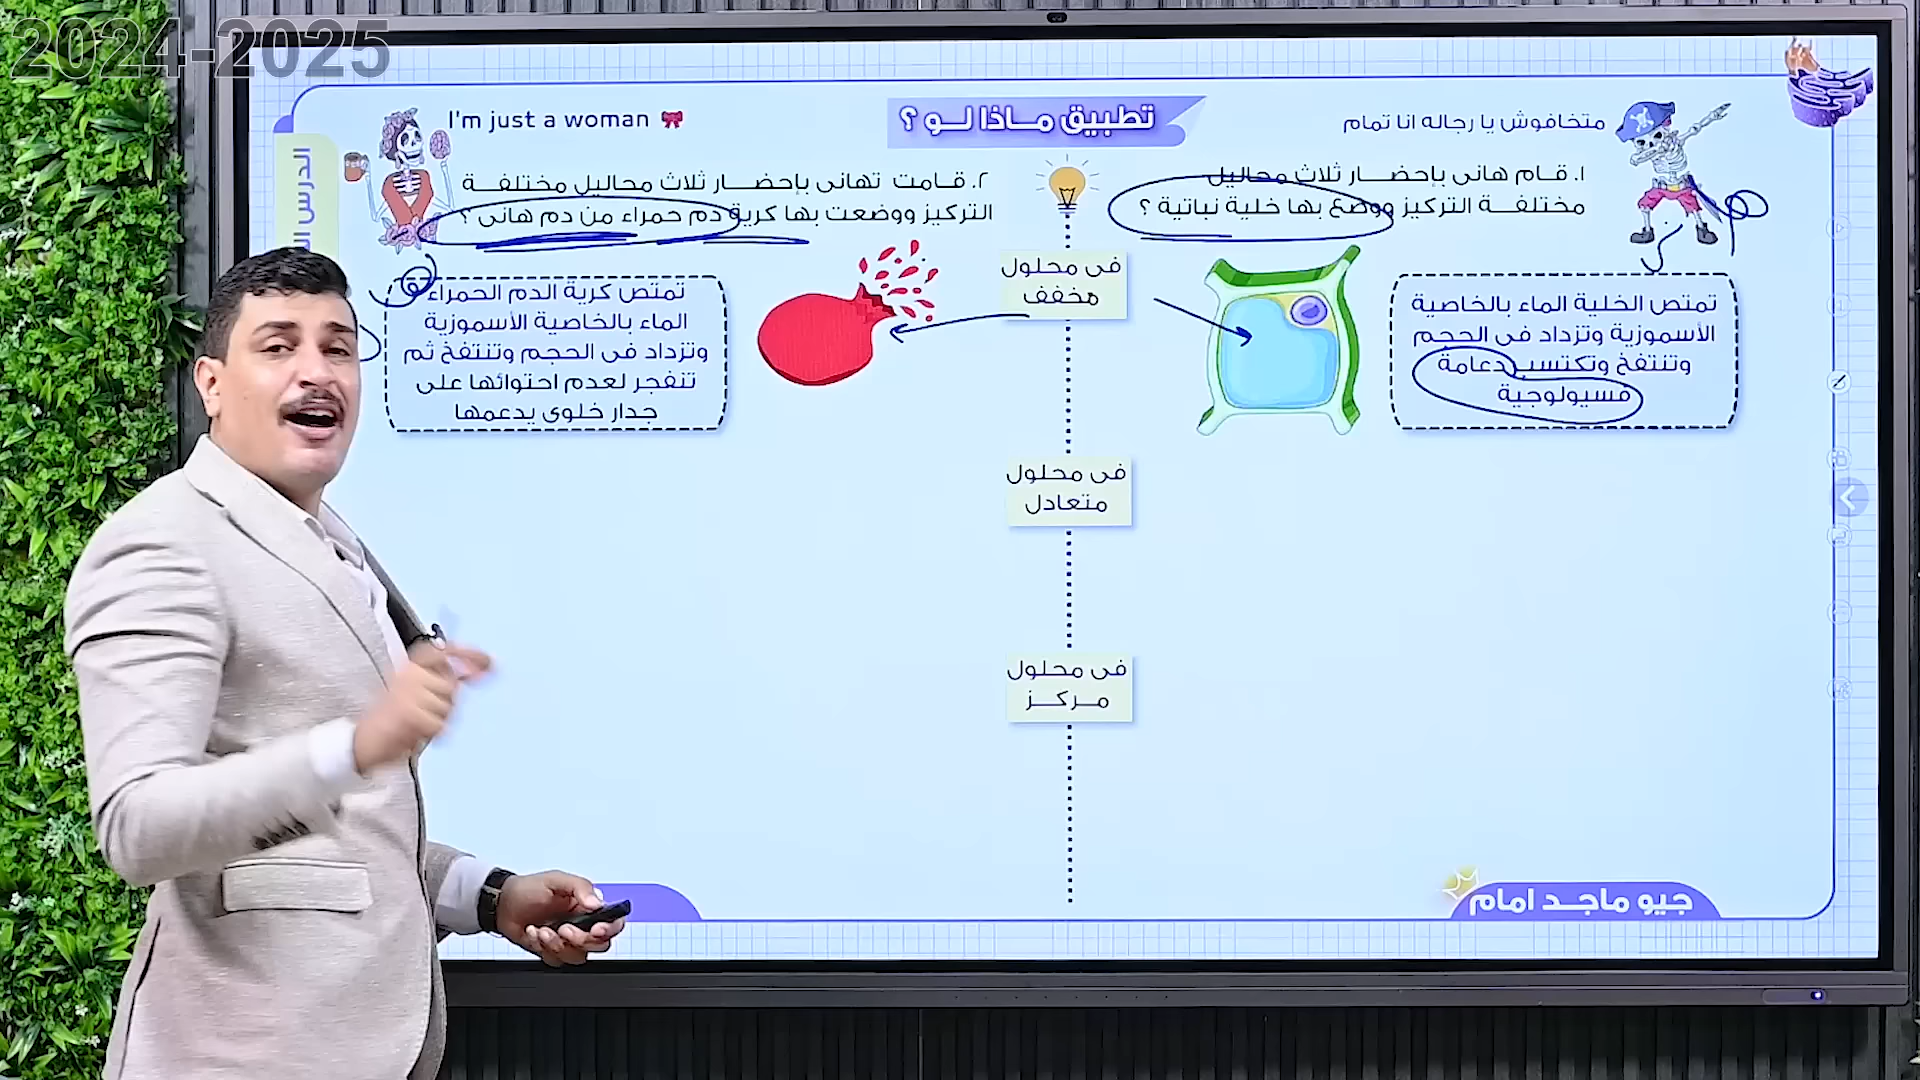 2024-2025
تطبيق ماذا لو ؟
متخافوش يا رجاله انا تمام
١. قام هانى بإحضار ثلاث محاليل
مختلفة التركيز ووضع بها خلية نباتية ؟
I'm just a woman
٢. قامت تهانى بإحضار ثلاث محاليل مختلفة
التركيز ووضعت بها كرية دم حمراء من دم هانى ؟
فى محلول
مخفف
تمتص الخلية الماء بالخاصية
الأسموزية وتزداد فى الحجم
وتنتفخ وتكتسب دعامة
فسيولوجية
تمتص كرية الدم الحمراء
الماء بالخاصية الأسموزية
وتزداد فى الحجم وتنتفخ ثم
تنفجر لعدم احتوائها على
جدار خلوى يدعمها
فى محلول
متعادل
فى محلول
مركز
الدرس
جيو ماجد امام